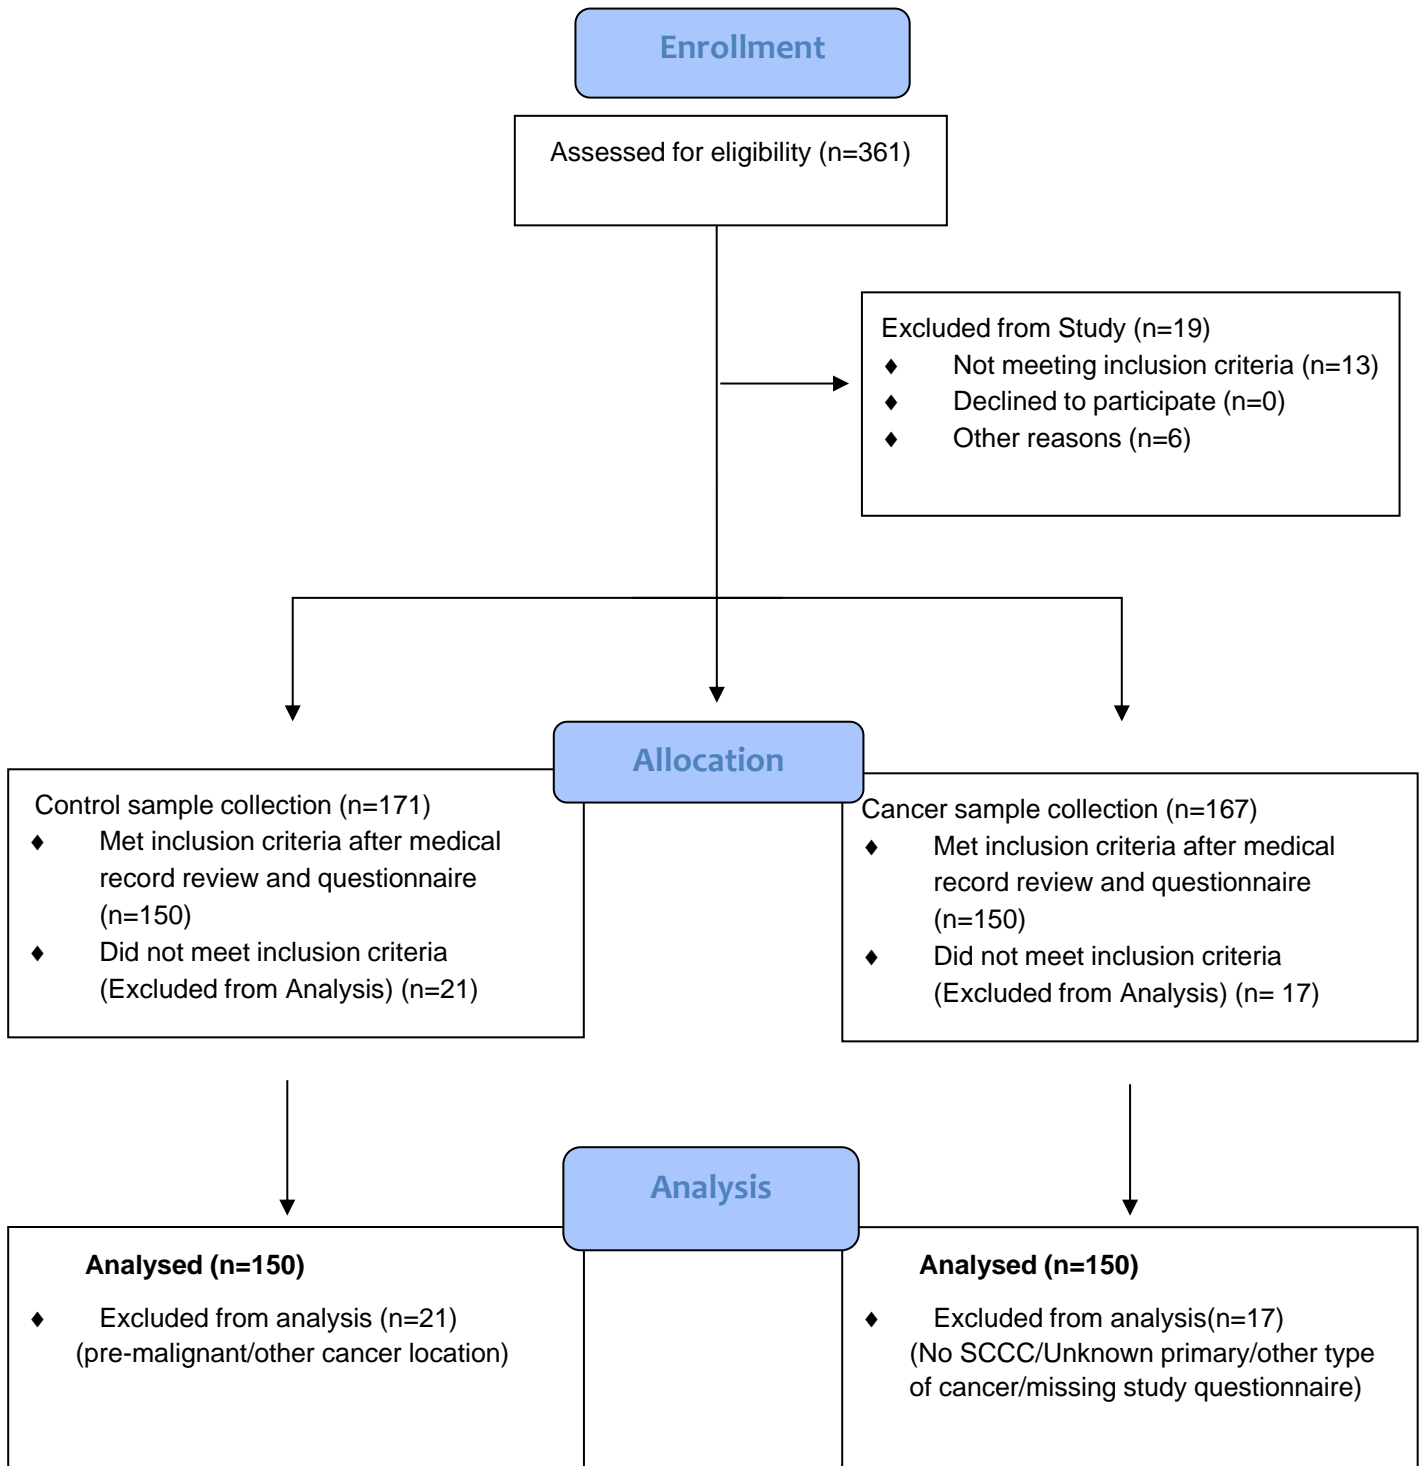 Enrollment
Assessed for eligibility (n=361)
Excluded from Study (n=19)
♦ Not meeting inclusion criteria (n=13)
♦ Declined to participate (n=0)
♦ Other reasons (n=6)
Allocation
Control sample collection (n=171)
♦ Met inclusion criteria after medical
record review and questionnaire
(n=150)
♦ Did not meet inclusion criteria
(Excluded from Analysis) (n=21)
Cancer sample collection (n=167)
♦ Met inclusion criteria after medical
record review and questionnaire
(n=150)
♦ Did not meet inclusion criteria
(Excluded from Analysis) (n= 17)
Analysis
Analysed (n=150)
♦ Excluded from analysis (n=21)
(pre-malignant/other cancer location)
Analysed (n=150)
♦ Excluded from analysis(n=17)
(No SCCC/Unknown primary/other type
of cancer/missing study questionnaire)